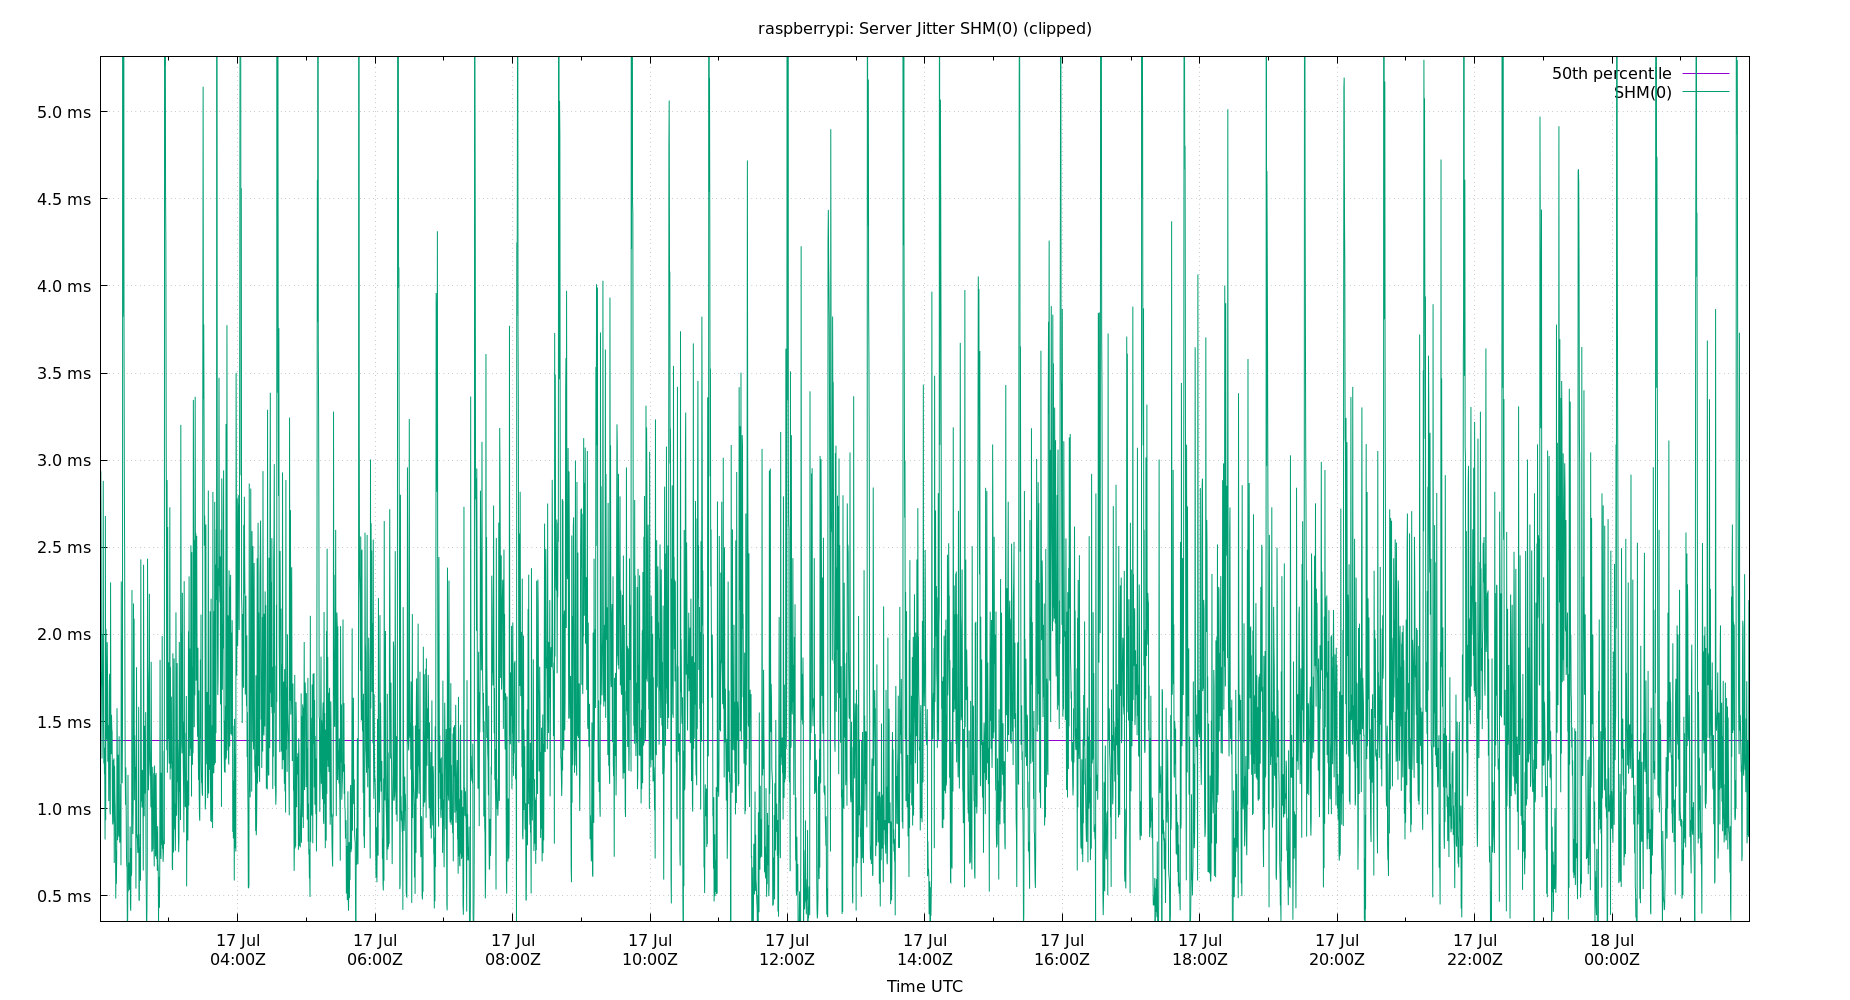 raspberrypi: Server Jitter SHM(0) (clipped)
50th percentile
SHM(0)
5.0 ms
4.5 ms
4.0 ms
3.5 ms
3.0 ms
2.5 ms
2.0 ms
1.5 ms
1.0 ms
0.5 ms
17 Jul 17 Jul 17 Jul 17 Jul 17 Jul 17 Jul 17 Jul 17 Jul 17 Jul 17 Jul 18 Jul
04:00Z 06:00Z 08:00Z 10:00Z 12:00Z 14:00Z 16:00Z 18:00Z 20:00Z 22:00Z 00:00Z
Time UTC